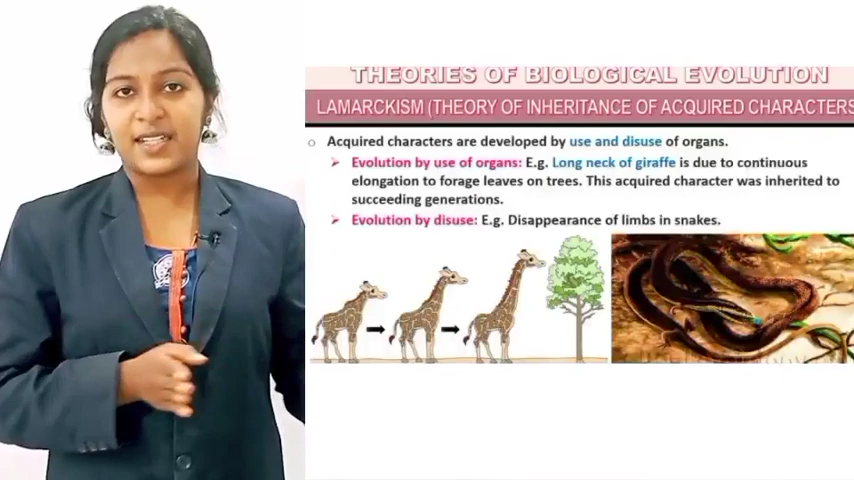 THEORIES OF BIOLOGICAL EVOLUTION
LAMARCKISM (THEORY OF INHERITANCE OF ACQUIRED CHARACTERS
Acquired characters are developed by use and disuse of organs.
Evolution by use of organs: E.g. Long neck of giraffe is due to continuous
elongation to forage leaves on trees. This acquired character was inherited to
succeeding generations.
Evolution by disuse: E.g. Disappearance of limbs in snakes.